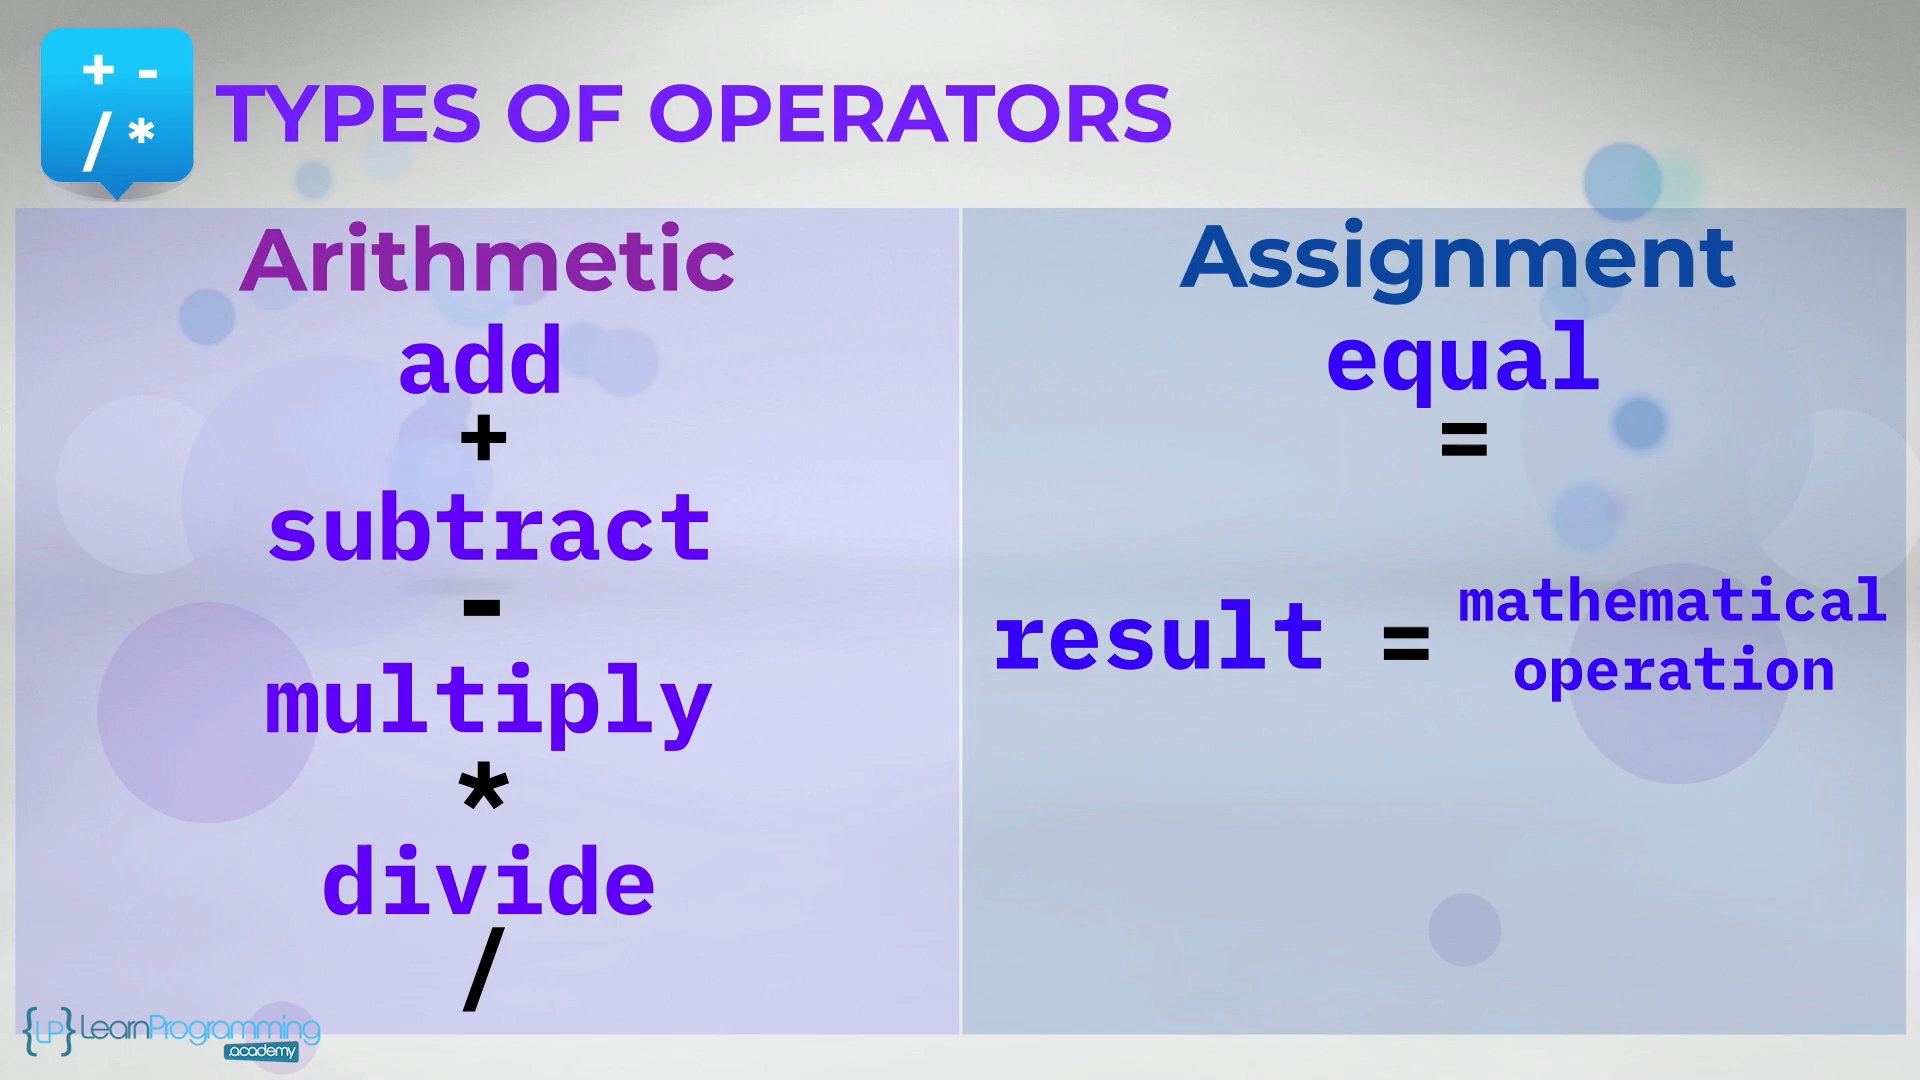 + -
/ *
TYPES OF OPERATORS
Arithmetic
add
+
subtract
-
multiply
*
divide
/
Assignment
equal
=
result = mathematical
operation
{LP} LearnProgramming
.academy